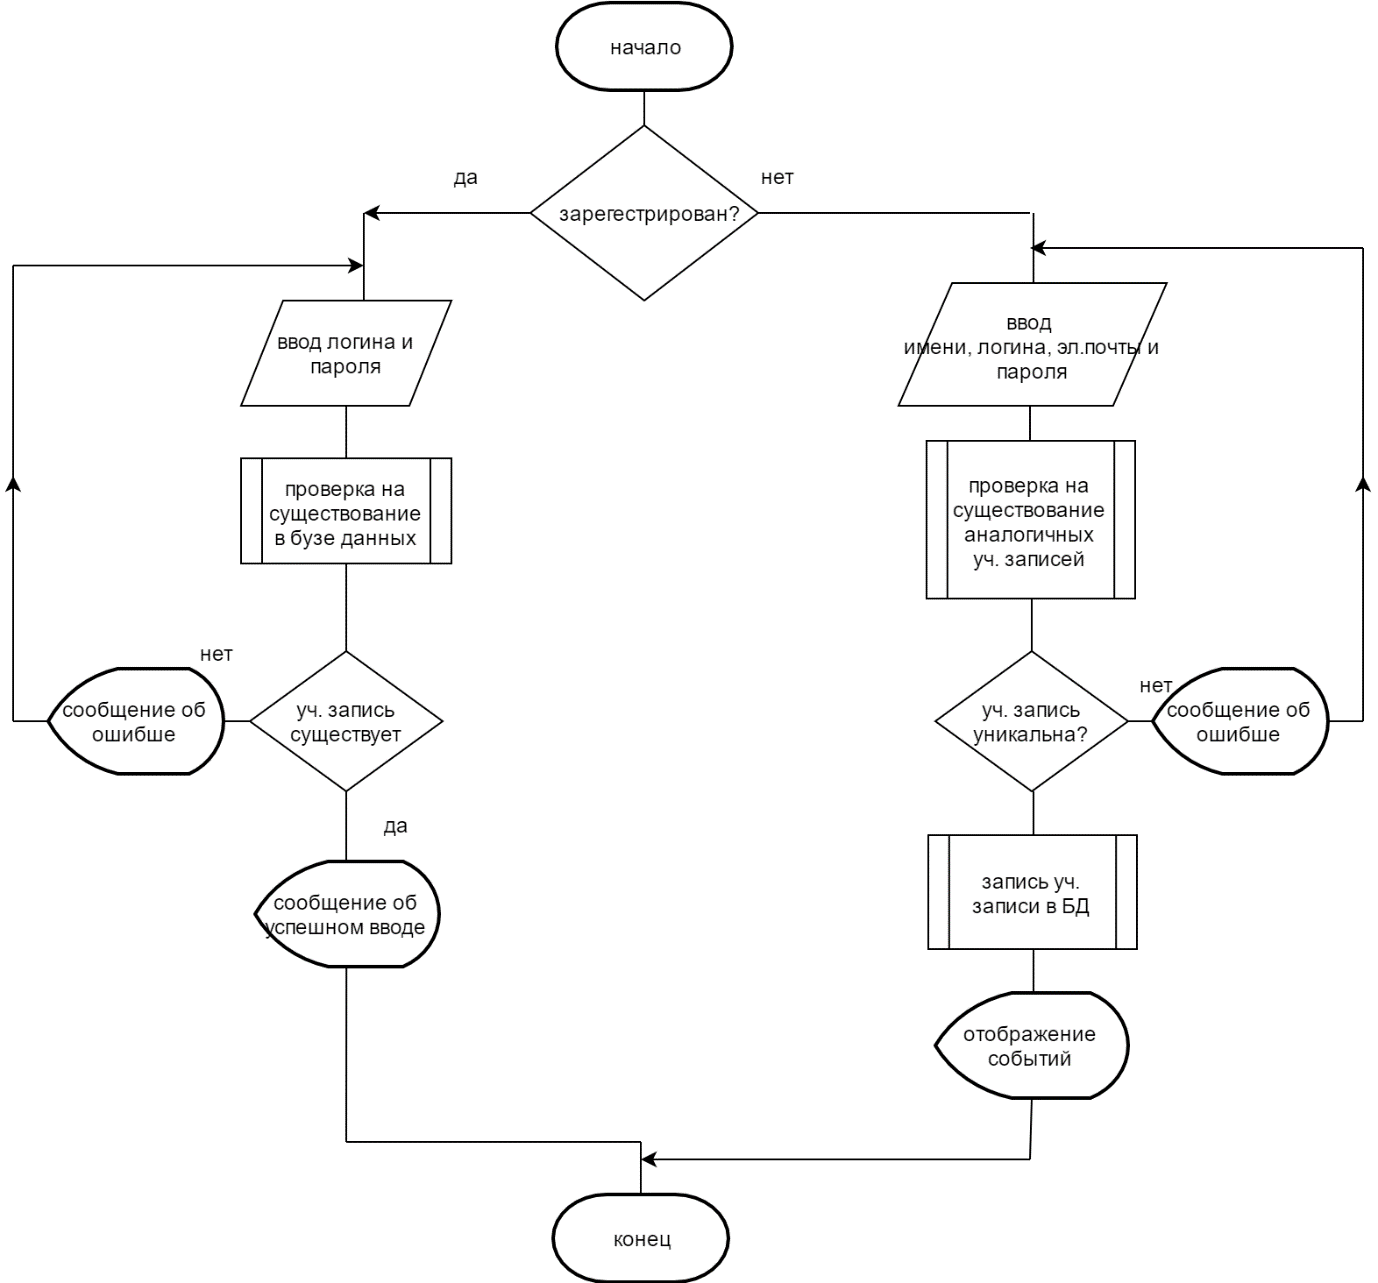 начало
да
нет
зарегестрирован?
ввод логина и
пароля
ввод
имени, логина, эл.почты и
пароля
проверка на
существование
в бузе данных
проверка на
существование
аналогичных
уч. записей
нет
сообщение об
ошибше
уч. запись
существует
уч. запись
уникальна?
нет
сообщение об
ошибше
да
сообщение об
успешном вводе
запись уч.
записи в БД
отображение
событий
конец